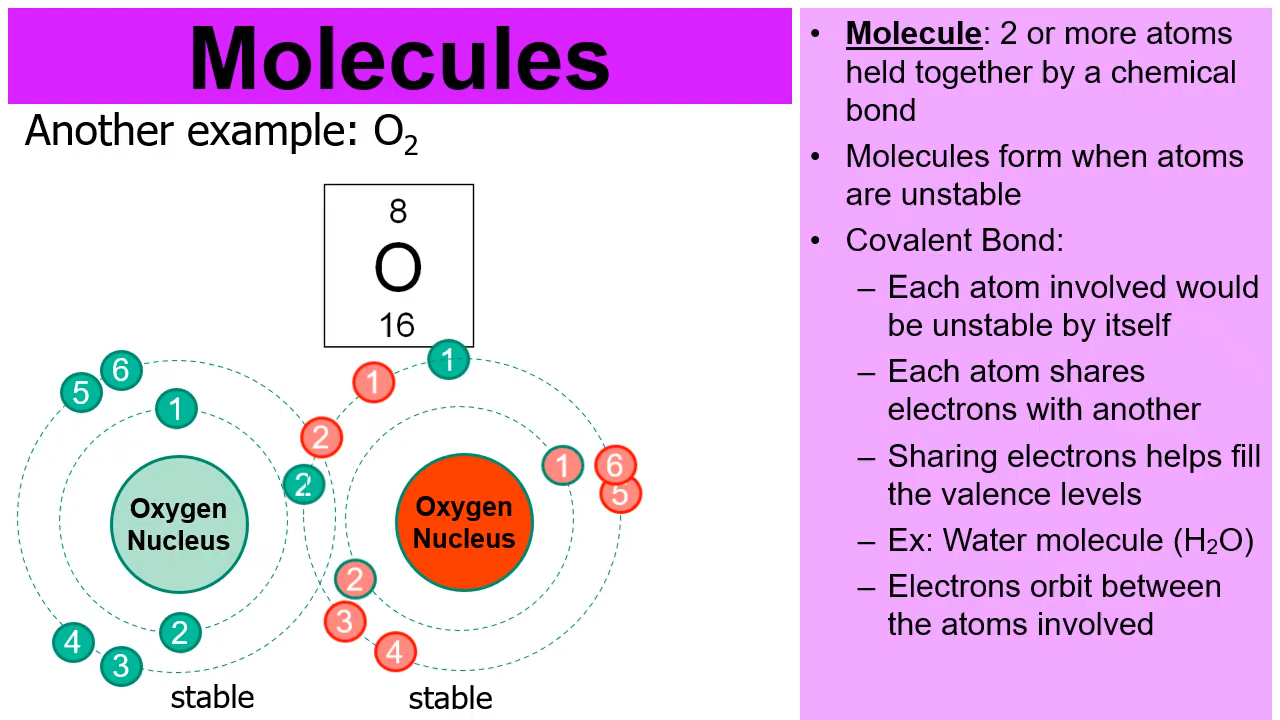 Molecules
Another example: O₂
8
O
16
6
5
1
2
Oxygen
Nucleus
2
4
3
stable
1
1
2
1
6
5
Oxygen
Nucleus
2
3
4
stable
• Molecule: 2 or more atoms
held together by a chemical
bond
• Molecules form when atoms
are unstable
• Covalent Bond:
– Each atom involved would
be unstable by itself
– Each atom shares
electrons with another
– Sharing electrons helps fill
the valence levels
– Ex: Water molecule (H₂O)
– Electrons orbit between
the atoms involved